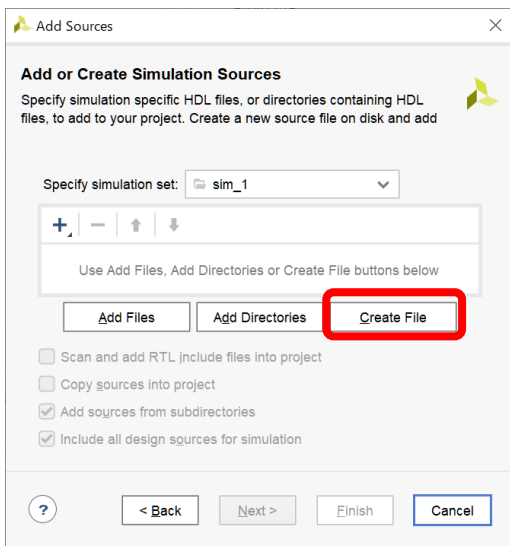 Add Sources
Add or Create Simulation Sources
Specify simulation specific HDL files, or directories containing HDL
files, to add to your project. Create a new source file on disk and add
Specify simulation set: sim_1
Use Add Files, Add Directories or Create File buttons below
Add Files Add Directories Create File
Scan and add RTL include files into project
Copy sources into project
Add sources from subdirectories
Include all design sources for simulation
? < Back Next > Finish Cancel